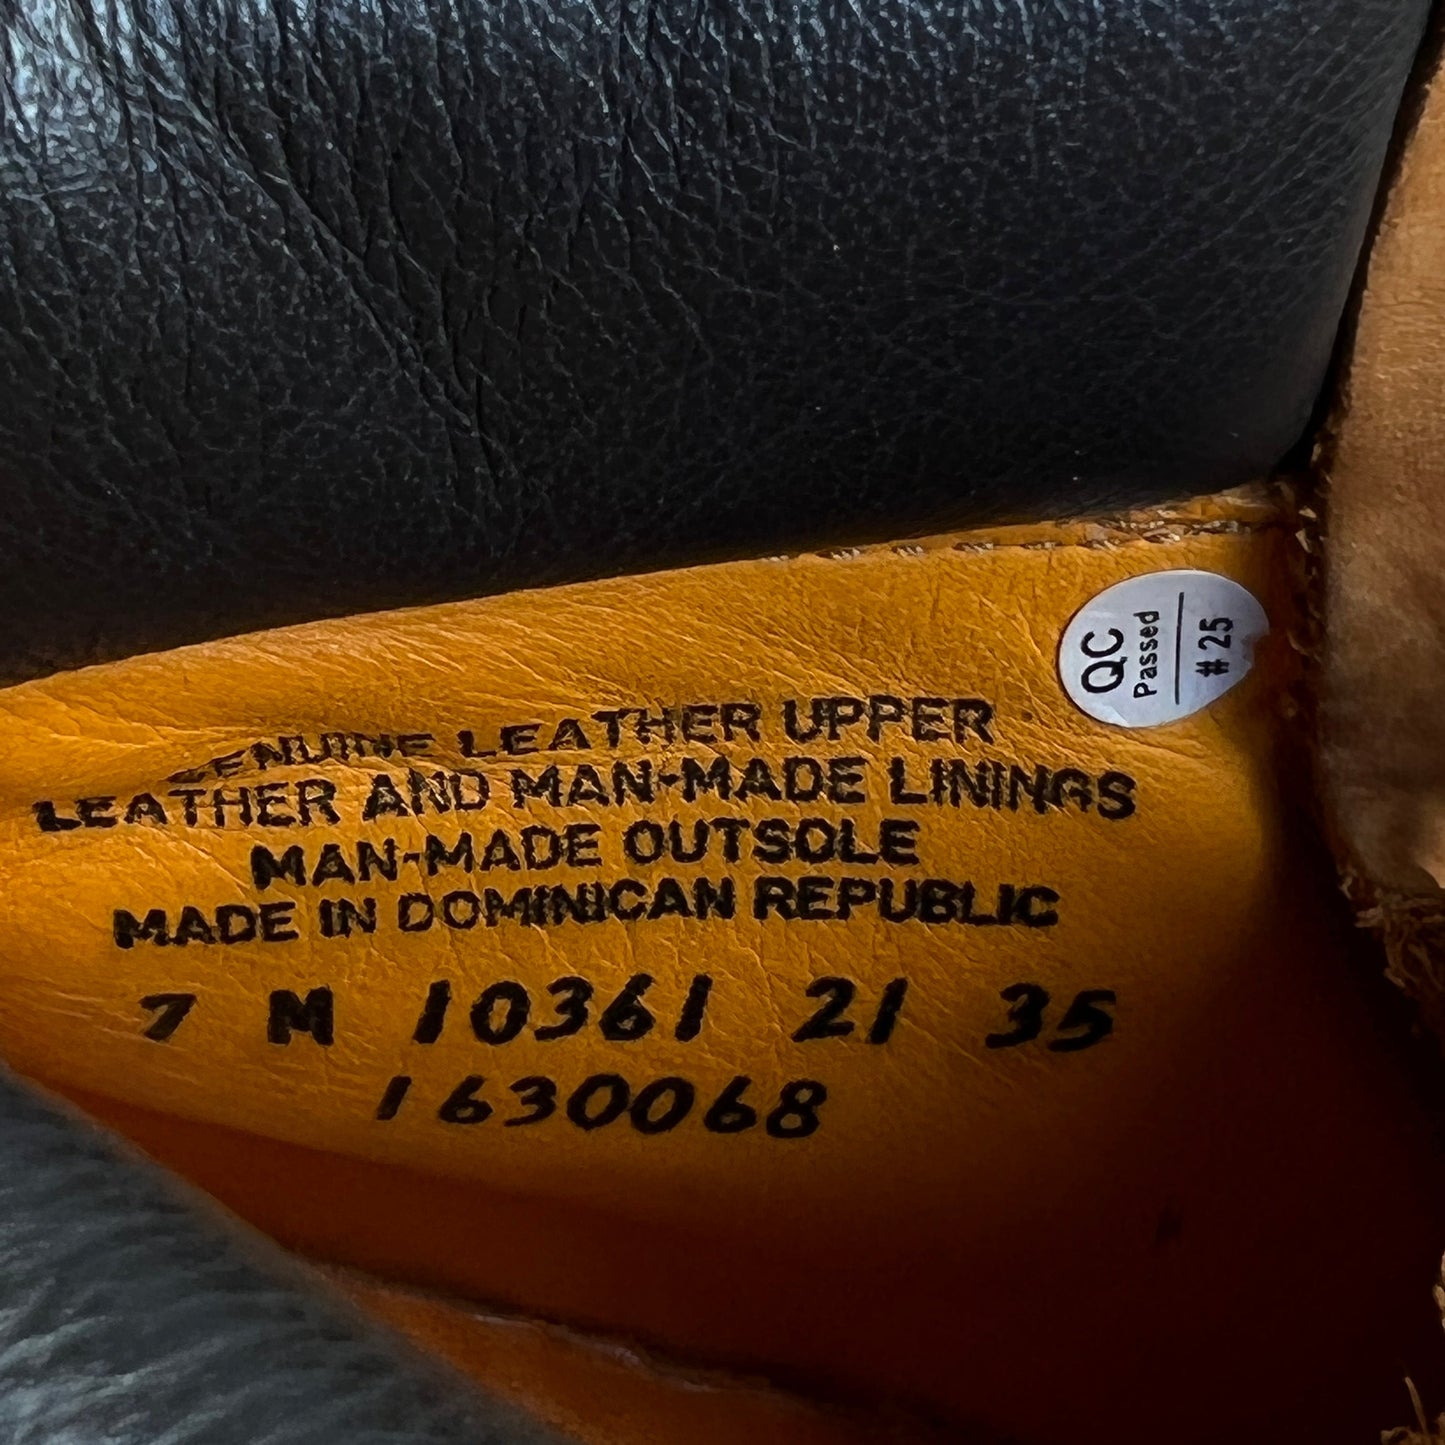 QC
Passed
# 25
GENUINE LEATHER UPPER
LEATHER AND MAN-MADE LININGS
MAN-MADE OUTSOLE
MADE IN DOMINICAN REPUBLIC
7 M 10361 21 35
1630068